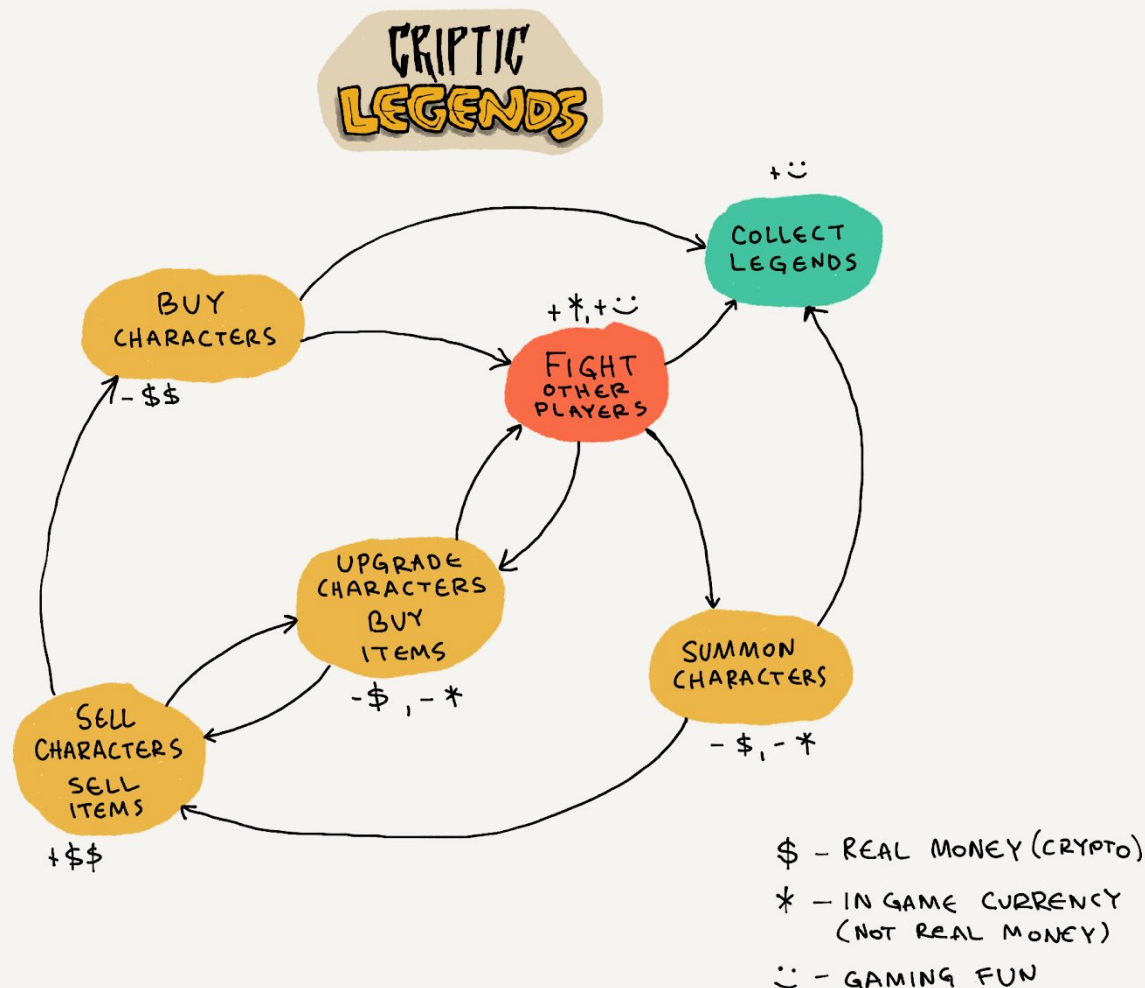 CRIPTIC
LEGENDS
+ :)
COLLECT
LEGENDS
BUY
CHARACTERS
- $$
+ *, + :)
FIGHT
OTHER
PLAYERS
UPGRADE
CHARACTERS
BUY
ITEMS
- $ , - *
SUMMON
CHARACTERS
- $, - *
SELL
CHARACTERS
SELL
ITEMS
+ $$
$ - REAL MONEY (CRYPTO)
* - IN GAME CURRENCY
(NOT REAL MONEY)
:) - GAMING FUN